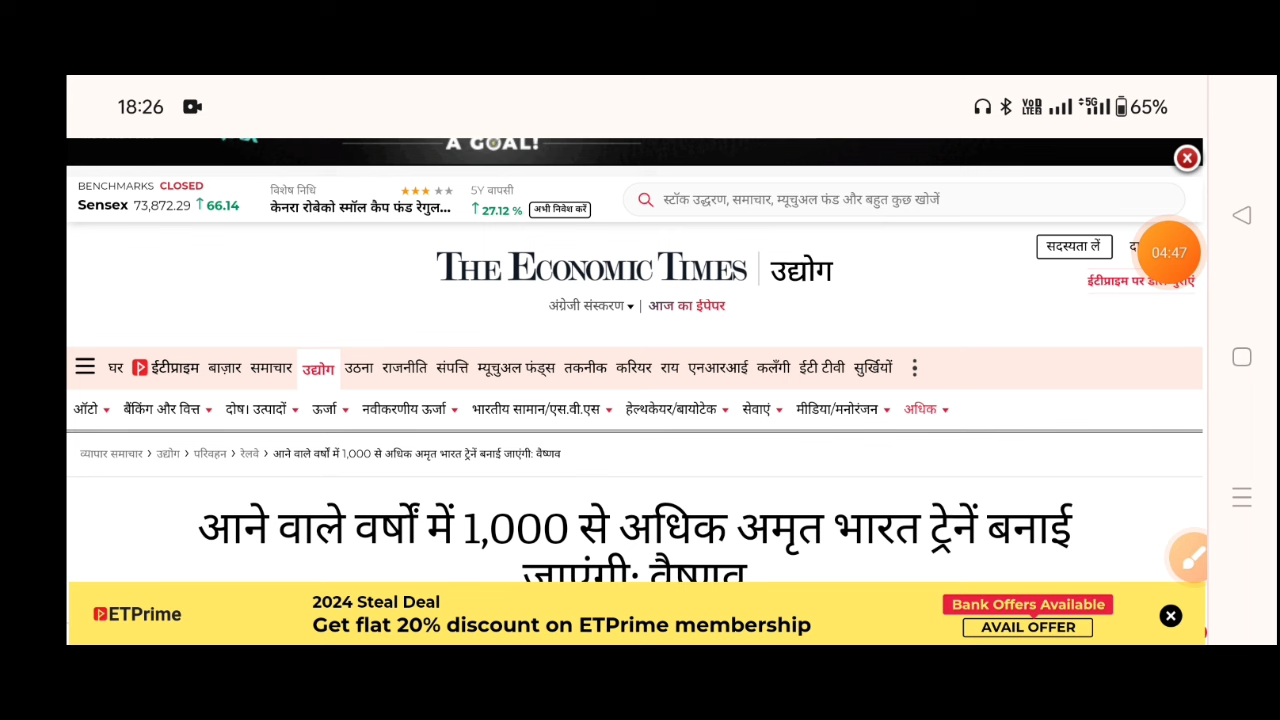 18:26
VoD LTEB 5G 65%
A GOAL!
BENCHMARKS CLOSED
Sensex 73,872.29 ↑66.14
विशेष निधि
केनरा रोबेको स्मॉल कैप फंड रेगुल...
5Y वापसी
↑27.12 % अभी निवेश करें
स्टॉक उद्धरण, समाचार, म्यूचुअल फंड और बहुत कुछ खोजें
सदस्यता लें
04:47
ईटीप्राइम पर
THE ECONOMIC TIMES | उद्योग
अंग्रेजी संस्करण ▾ | आज का ईपेपर
घर ईटीप्राइम बाज़ार समाचार उद्योग उठना राजनीति संपत्ति म्यूचुअल फंड्स तकनीक करियर राय एनआरआई कलँगी ईटी टीवी सुर्खियों
ऑटो बैंकिंग और वित्त दोष। उत्पादों ऊर्जा नवीकरणीय ऊर्जा भारतीय सामान/एस.वी.एस हेल्थकेयर/बायोटेक सेवाएं मीडिया/मनोरंजन अधिक
व्यापार समाचार › उद्योग › परिवहन › रेलवे › आने वाले वर्षों में 1,000 से अधिक अमृत भारत ट्रेनें बनाई जाएंगी: वैष्णव
आने वाले वर्षों में 1,000 से अधिक अमृत भारत ट्रेनें बनाई
जाएंगी: वैष्णव
ETPrime
2024 Steal Deal
Get flat 20% discount on ETPrime membership
Bank Offers Available
AVAIL OFFER